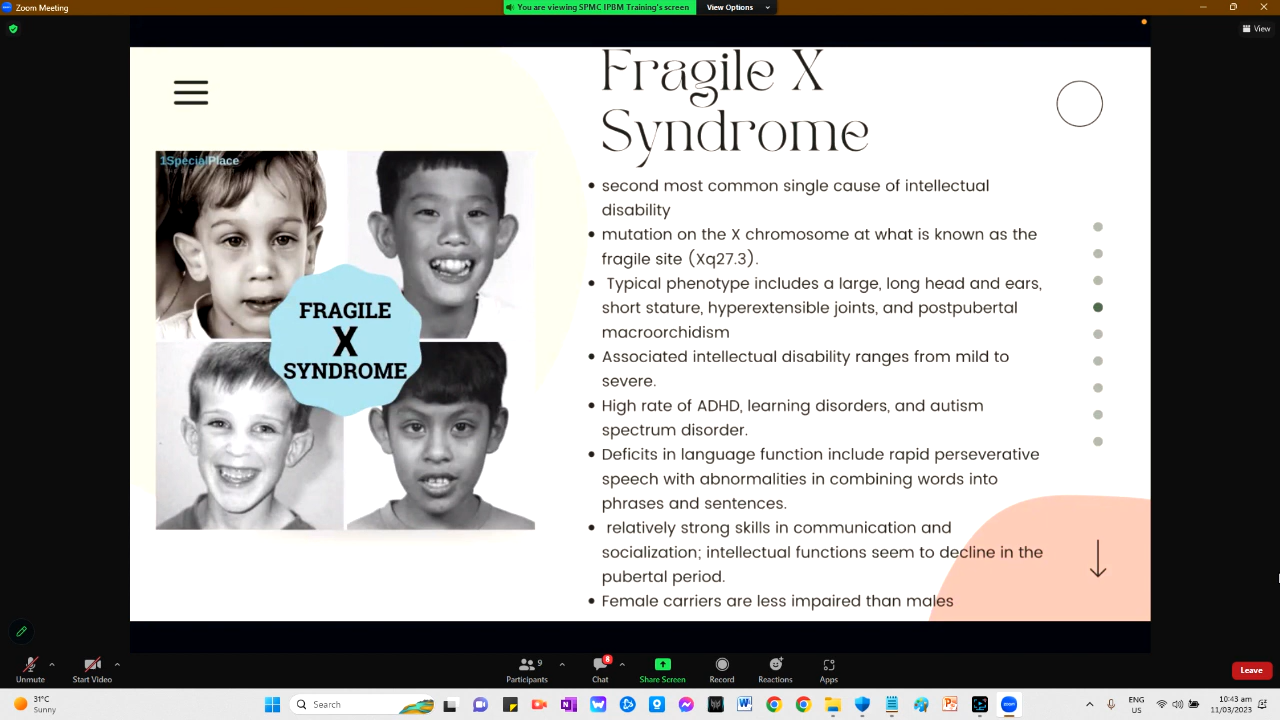 Zoom Meeting
You are viewing SPMC IPBM Training's screen
View Options
View
Fragile X
Syndrome
1SpecialPlace
FRAGILE
X
SYNDROME
• second most common single cause of intellectual
disability
• mutation on the X chromosome at what is known as the
fragile site (Xq27.3).
• Typical phenotype includes a large, long head and ears,
short stature, hyperextensible joints, and postpubertal
macroorchidism
• Associated intellectual disability ranges from mild to
severe.
• High rate of ADHD, learning disorders, and autism
spectrum disorder.
• Deficits in language function include rapid perseverative
speech with abnormalities in combining words into
phrases and sentences.
• relatively strong skills in communication and
socialization; intellectual functions seem to decline in the
pubertal period.
• Female carriers are less impaired than males
Unmute
Start Video
Participants
9
Chat
8
Share Screen
Record
Reactions
Apps
Leave
31°C
Sunny
Search
ENG
US
10:43 am
11/03/2023